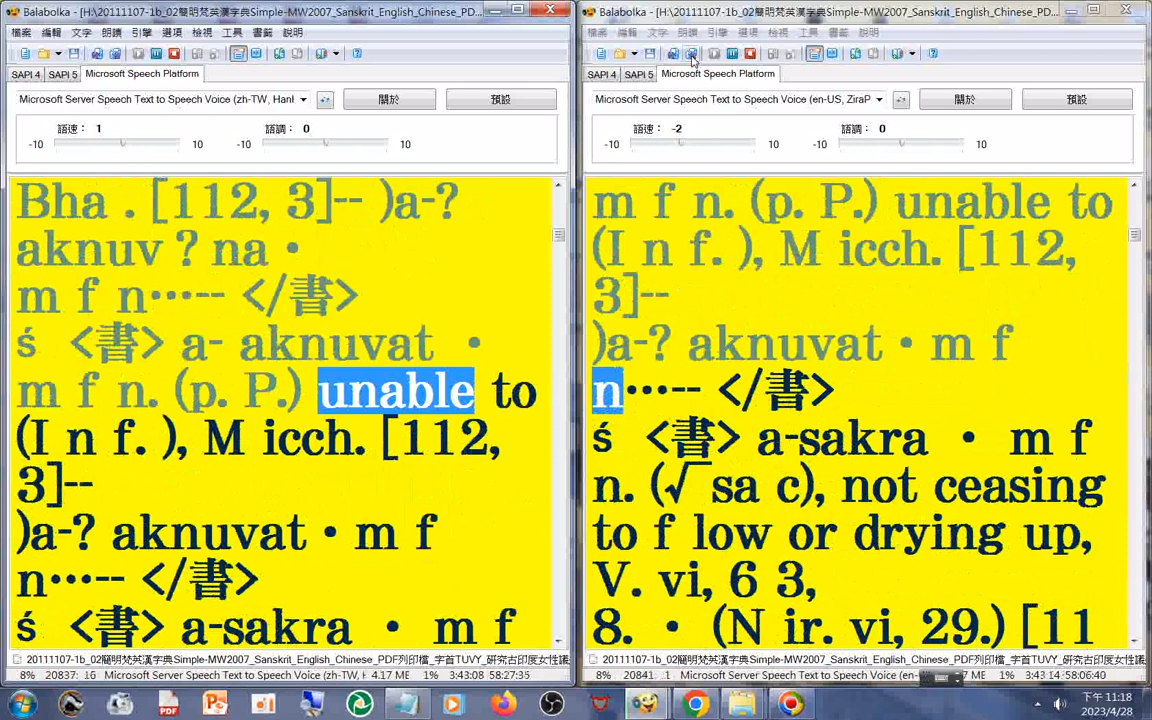 Balabolka - [H:\20111107-1b_02簡明梵英漢字典Simple-MW2007_Sanskrit_English_Chinese_PD...
檔案 編輯 文字 朗讀 引擎 選項 檢視 工具 書籤 說明
SAPI 4 SAPI 5 Microsoft Speech Platform
Microsoft Server Speech Text to Speech Voice (zh-TW, Hanl
關於 預設
語速： 1 語調： 0
-10 10 -10 10
Bha . [112, 3]-- )a-?
aknuv ? na •
m f n…-- </書>
ś <書> a- aknuvat •
m f n. (p. P.) unable to
(I n f. ), M icch. [112,
3]--
)a-? aknuvat • m f
n…-- </書>
ś <書> a-sakra • m f
20111107-1b_02簡明梵英漢字典Simple-MW2007_Sanskrit_English_Chinese_PDF列印檔_字首TUVY_研究古印度女性議
8% 20837: 16 Microsoft Server Speech Text to Speech Voice (zh-TW, H 4.17 ME 1% 3:43:08 58:27:35
Balabolka - [H:\20111107-1b_02簡明梵英漢字典Simple-MW2007_Sanskrit_English_Chinese_PDF...
檔案 編輯 文字 朗讀 引擎 選項 檢視 工具 書籤 說明
SAPI 4 SAPI 5 Microsoft Speech Platform
Microsoft Server Speech Text to Speech Voice (en-US, ZiraP
關於 預設
語速： -2 語調： 0
-10 10 -10 10
m f n. (p. P.) unable to
(I n f. ), M icch. [112,
3]--
)a-? aknuvat • m f
n…-- </書>
ś <書> a-sakra • m f
n. (√ sa c), not ceasing
to f low or drying up,
V. vi, 6 3,
8. • (N ir. vi, 29.) [11
20111107-1b_02簡明梵英漢字典Simple-MW2007_Sanskrit_English_Chinese_PDF列印檔_字首TUVY_研究古印度女性議
8% 20841: 1 Microsoft Server Speech Text to Speech Voice (en- 4.17 ME 1% 3:43:14 58:06:40
PDF
下午 11:18
2023/4/28